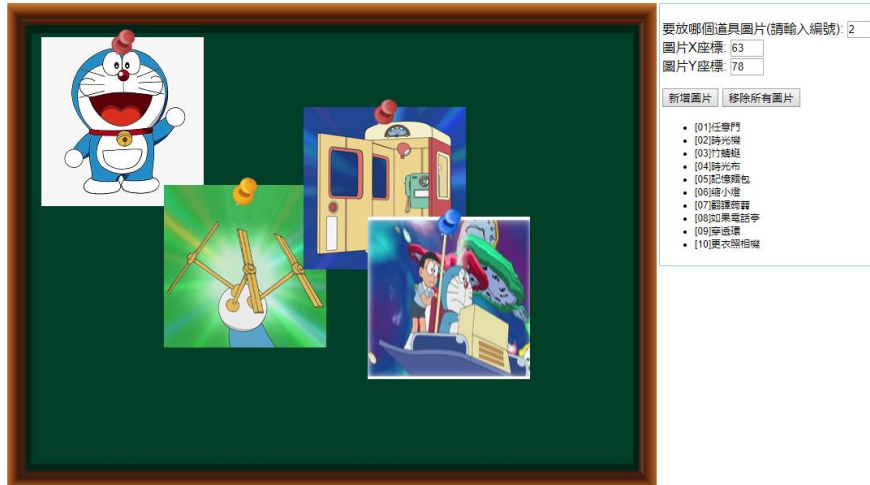 要放哪個道具圖片(請輸入編號): 2
圖片X座標: 63
圖片Y座標: 78
新增圖片 移除所有圖片
[01]任意門
[02]時光機
[03]竹蜻蜓
[04]時光布
[05]記憶麵包
[06]縮小燈
[07]翻譯蒟蒻
[08]如果電話亭
[09]穿透環
[10]更衣照相機